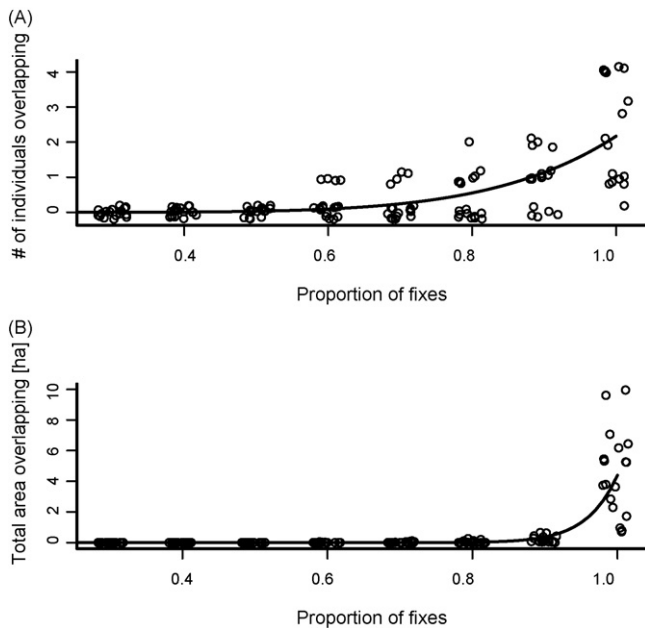 (A)
# of individuals overlapping
4
3
2
1
0
0.4 0.6 0.8 1.0
Proportion of fixes
(B)
Total area overlapping [ha]
10
8
6
4
2
0
0.4 0.6 0.8 1.0
Proportion of fixes